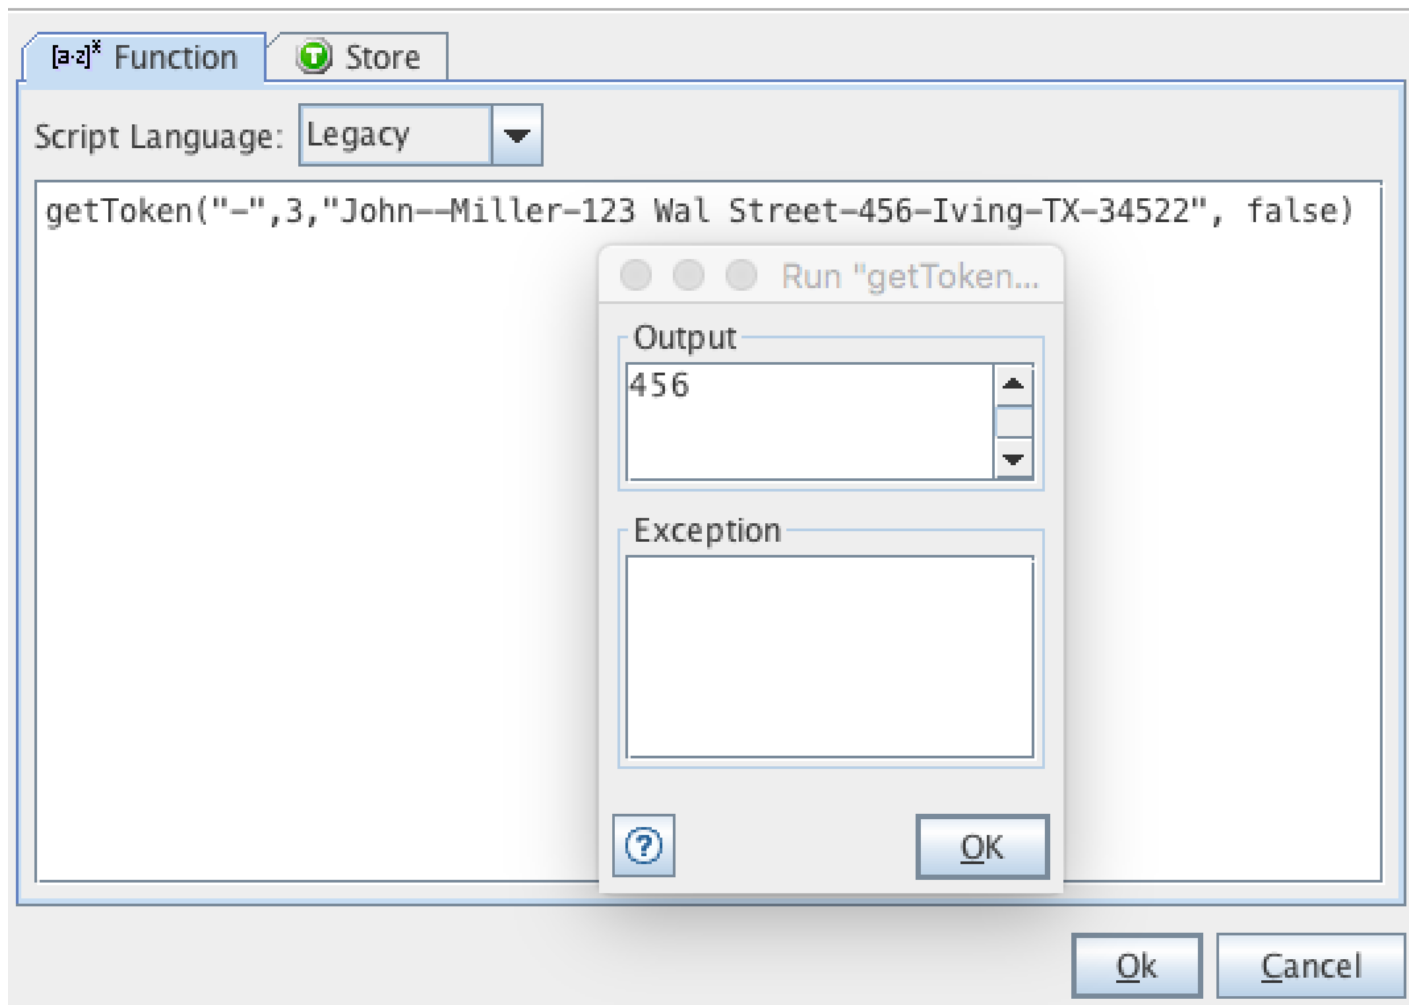 [a-z]* Function
T Store
Script Language: Legacy
getToken("-",3,"John--Miller-123 Wal Street-456-Iving-TX-34522", false)
Run "getToken...
Output
456
Exception
?
OK
Ok
Cancel